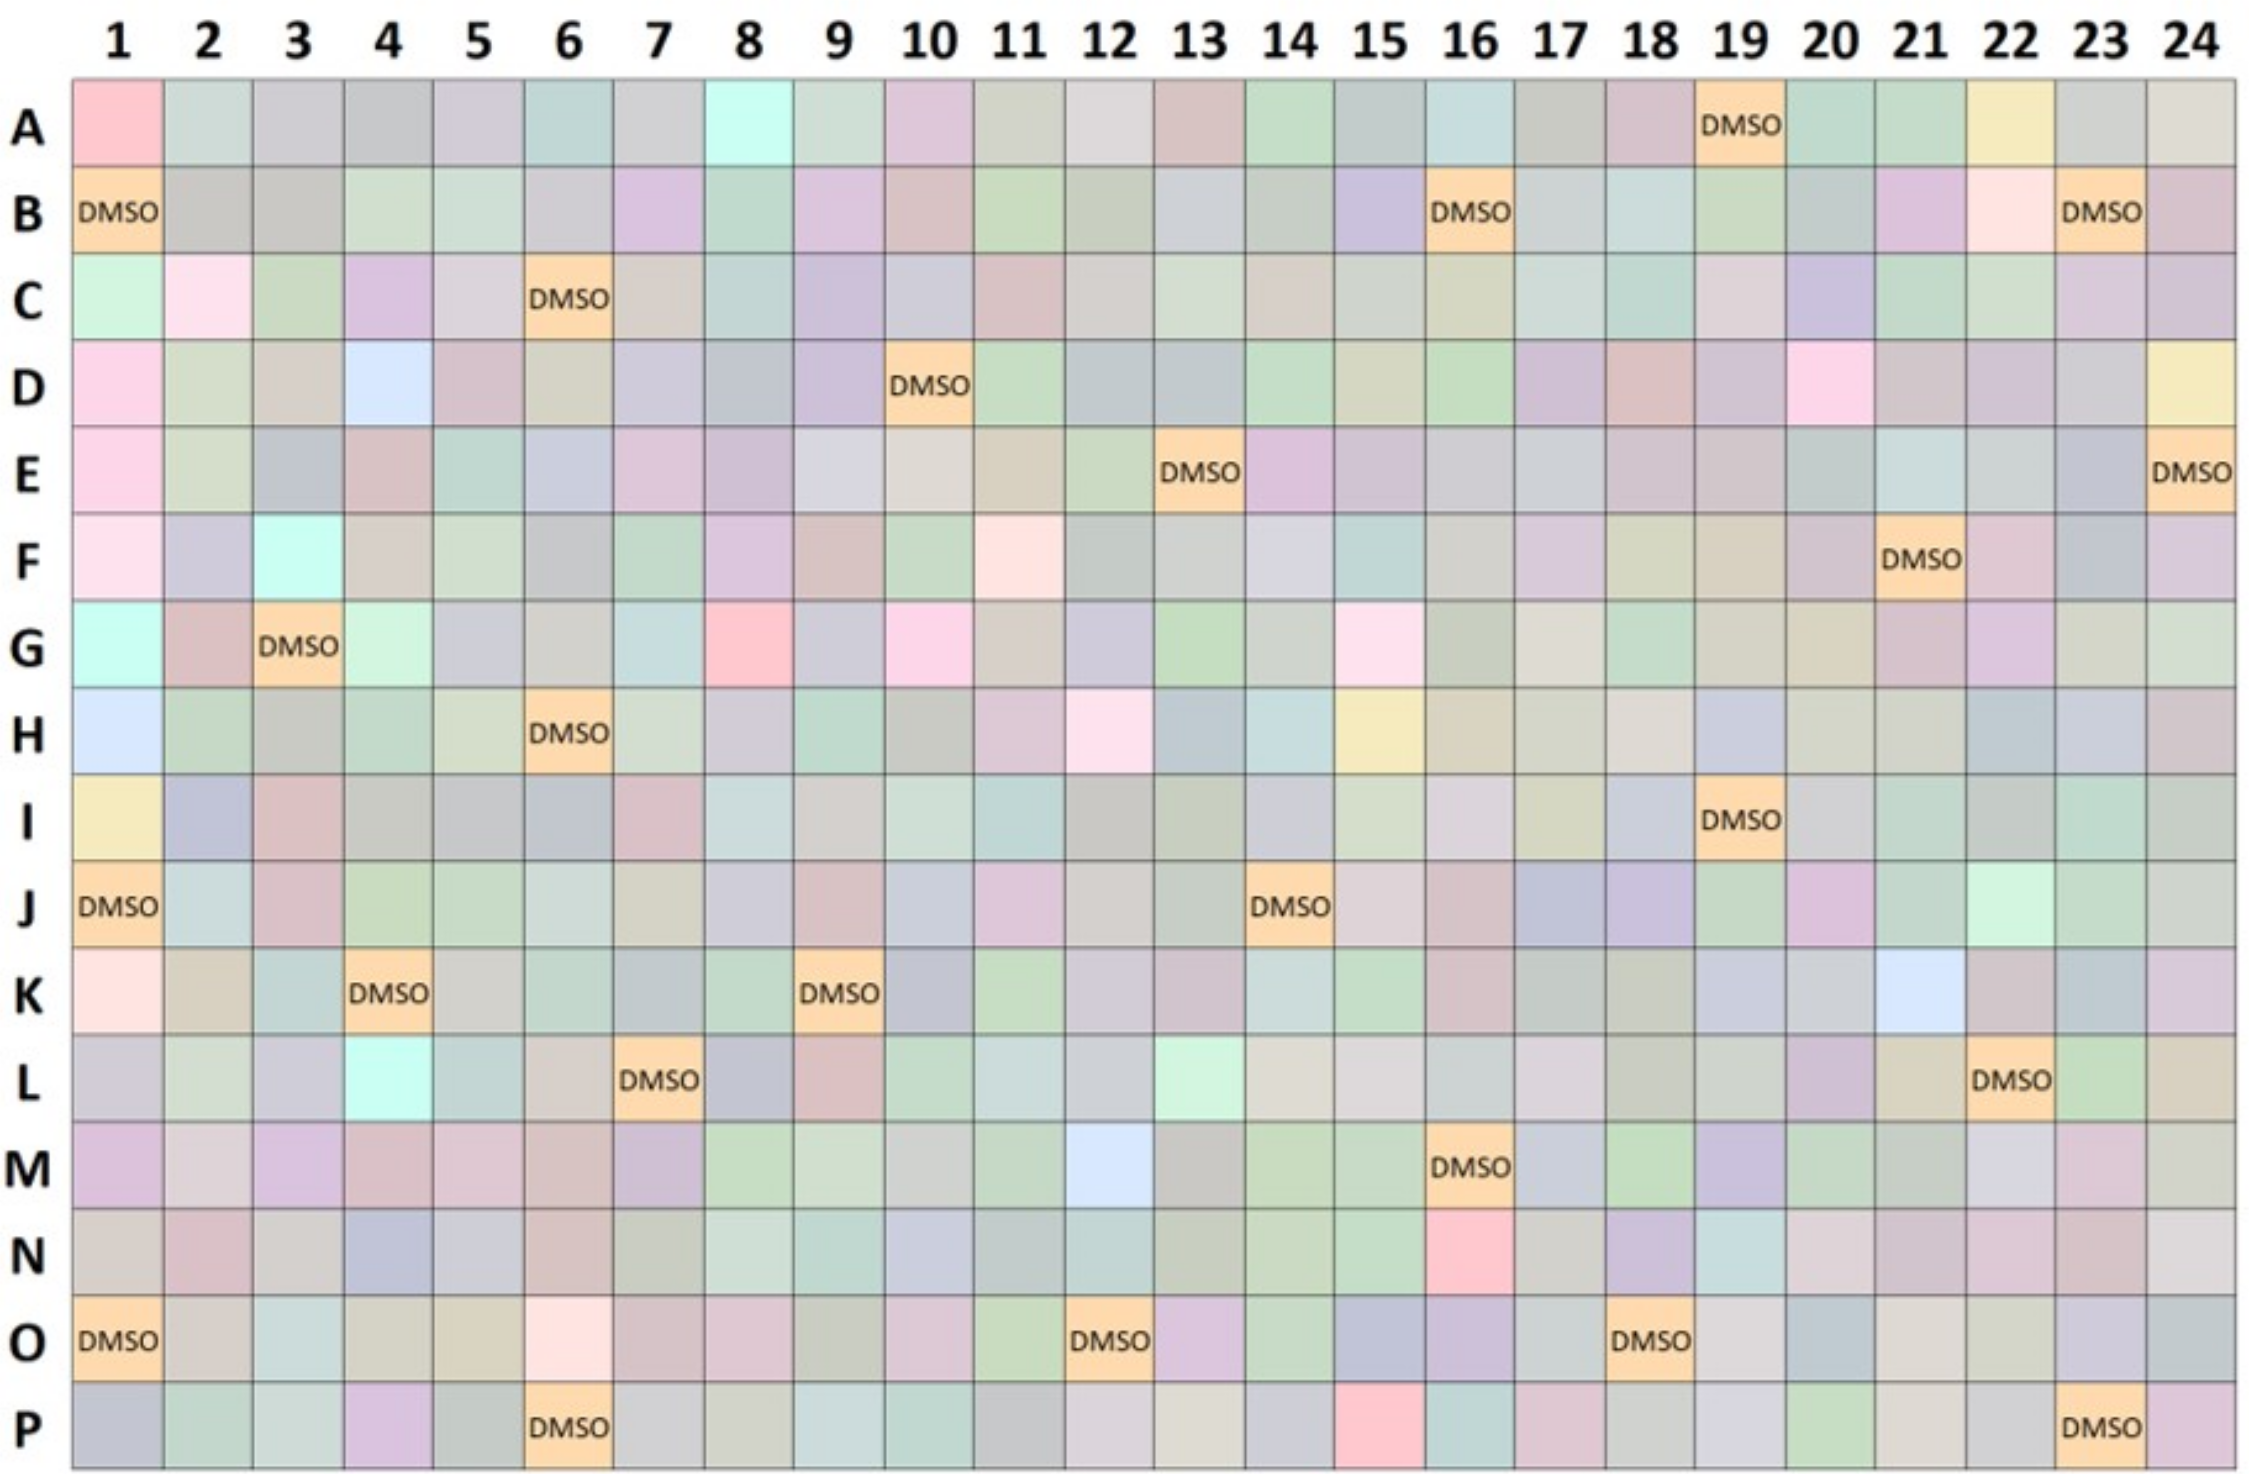 1 2 3 4 5 6 7 8 9 10 11 12 13 14 15 16 17 18 19 20 21 22 23 24
A DMSO
B DMSO DMSO DMSO
C DMSO
D DMSO
E DMSO DMSO
F DMSO
G DMSO
H DMSO
I DMSO
J DMSO DMSO
K DMSO DMSO
L DMSO DMSO
M DMSO
N
O DMSO DMSO DMSO
P DMSO DMSO